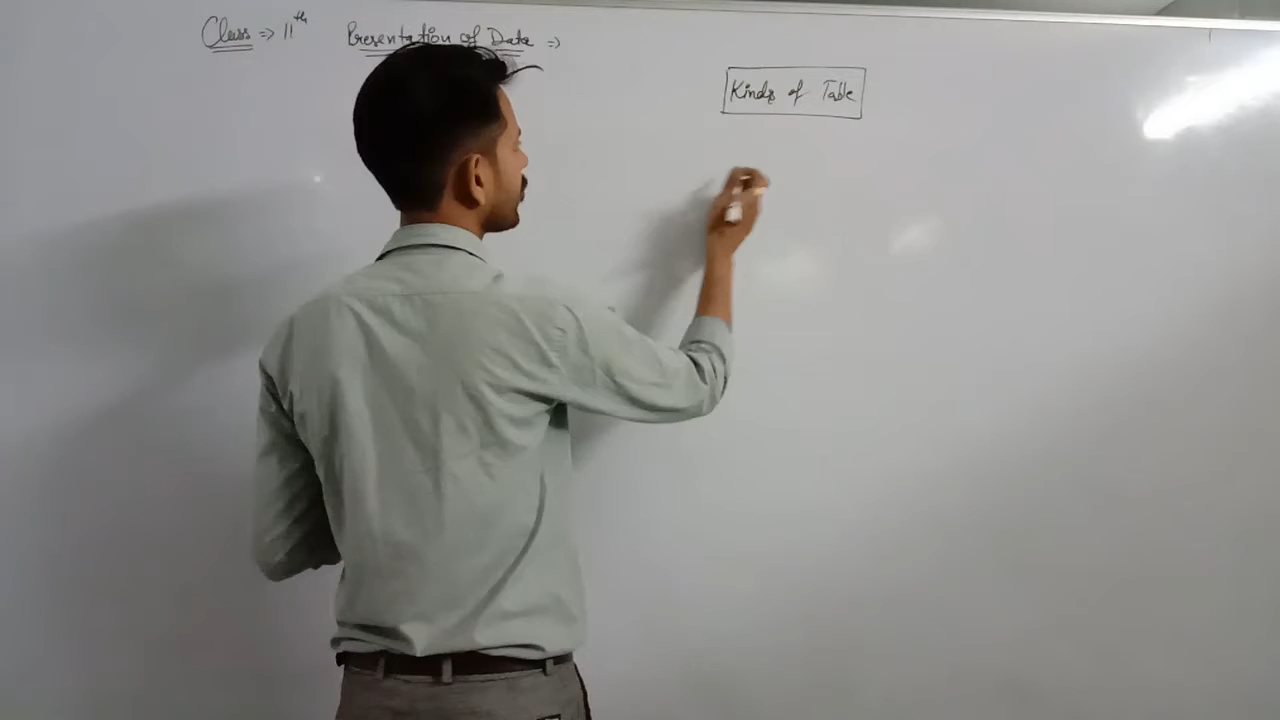 Class => 11th Presentation of Data =>
Kinds of Table